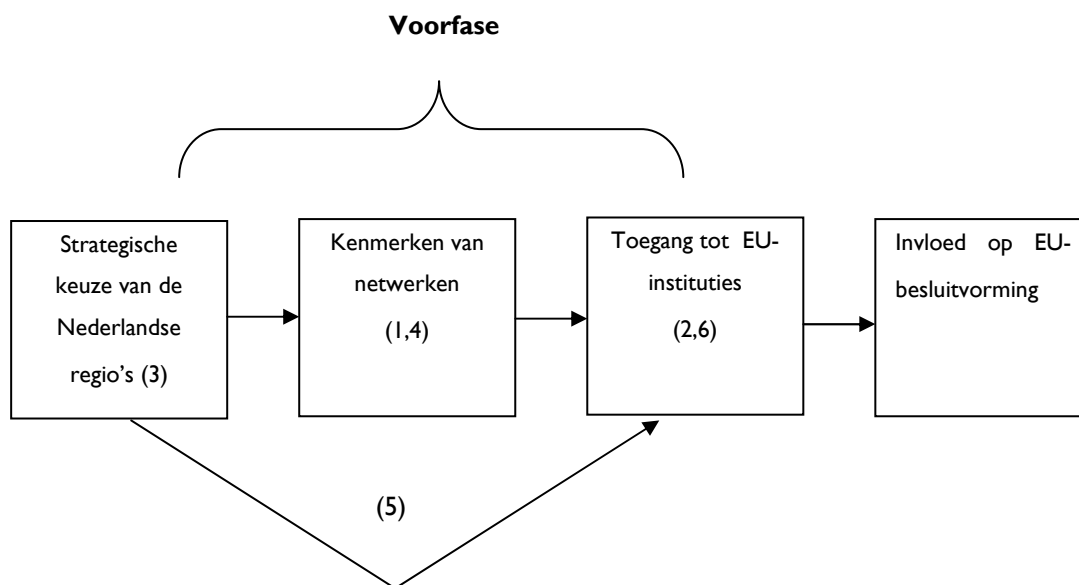 Voorfase
Strategische
keuze van de
Nederlandse
regio's (3)
Kenmerken van
netwerken
(1,4)
Toegang tot EU-
instituties
(2,6)
Invloed op EU-
besluitvorming
(5)